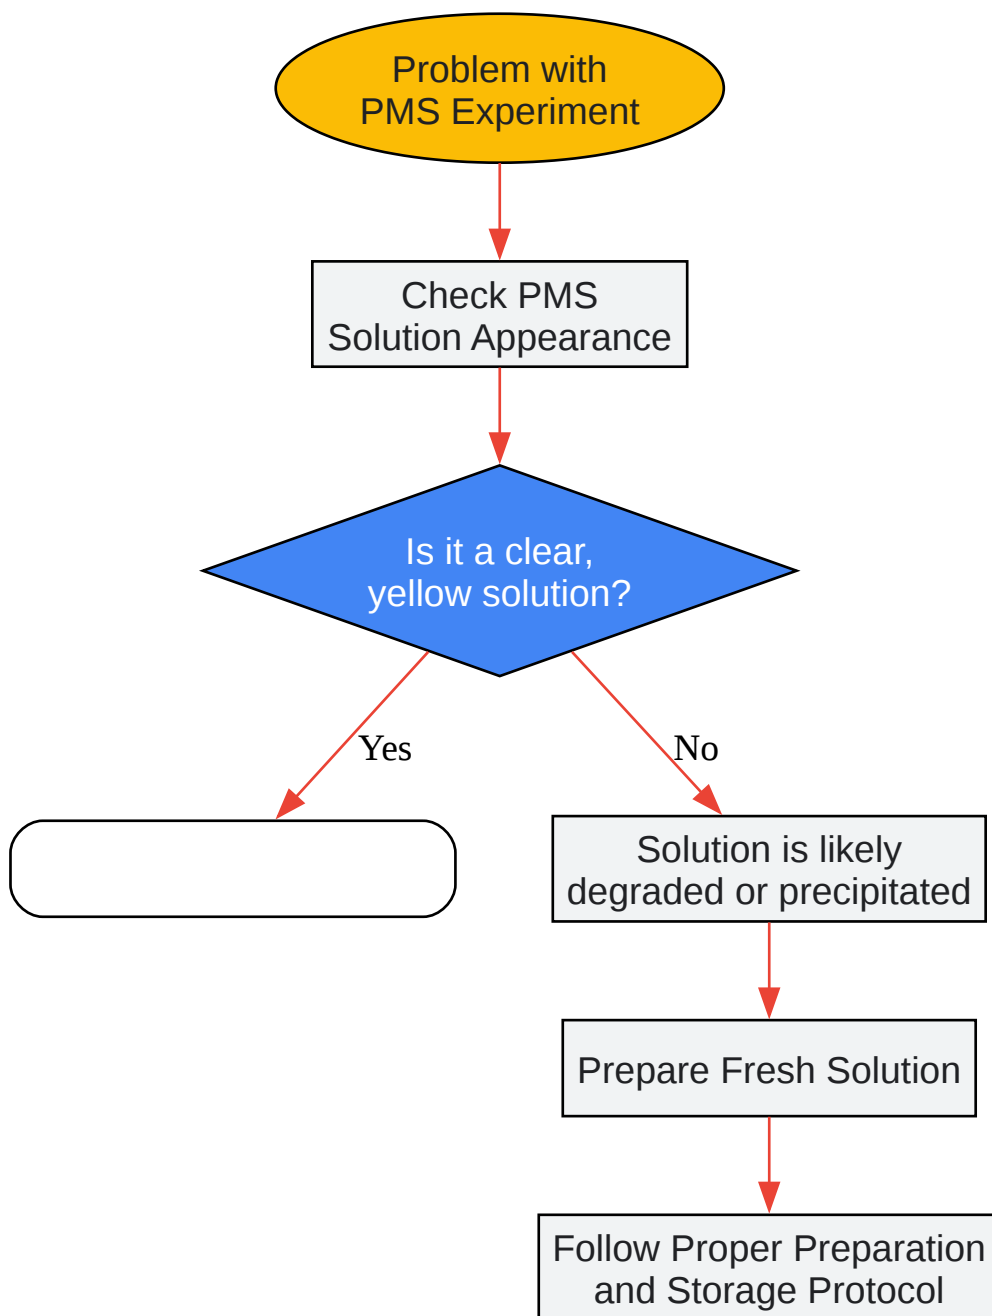 Problem with
PMS Experiment
Check PMS
Solution Appearance
Is it a clear,
yellow solution?
Yes
No
Solution is likely
degraded or precipitated
Prepare Fresh Solution
Follow Proper Preparation
and Storage Protocol